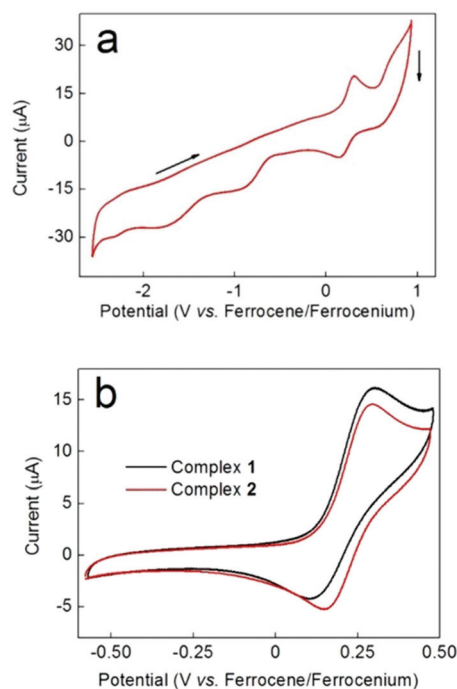 a
30
15
0
-15
-30
Current (μA)
-2
-1
0
1
Potential (V vs. Ferrocene/Ferrocenium)
b
15
10
5
0
-5
Current (μA)
Complex 1
Complex 2
-0.50
-0.25
0.00
0.25
0.50
Potential (V vs. Ferrocene/Ferrocenium)